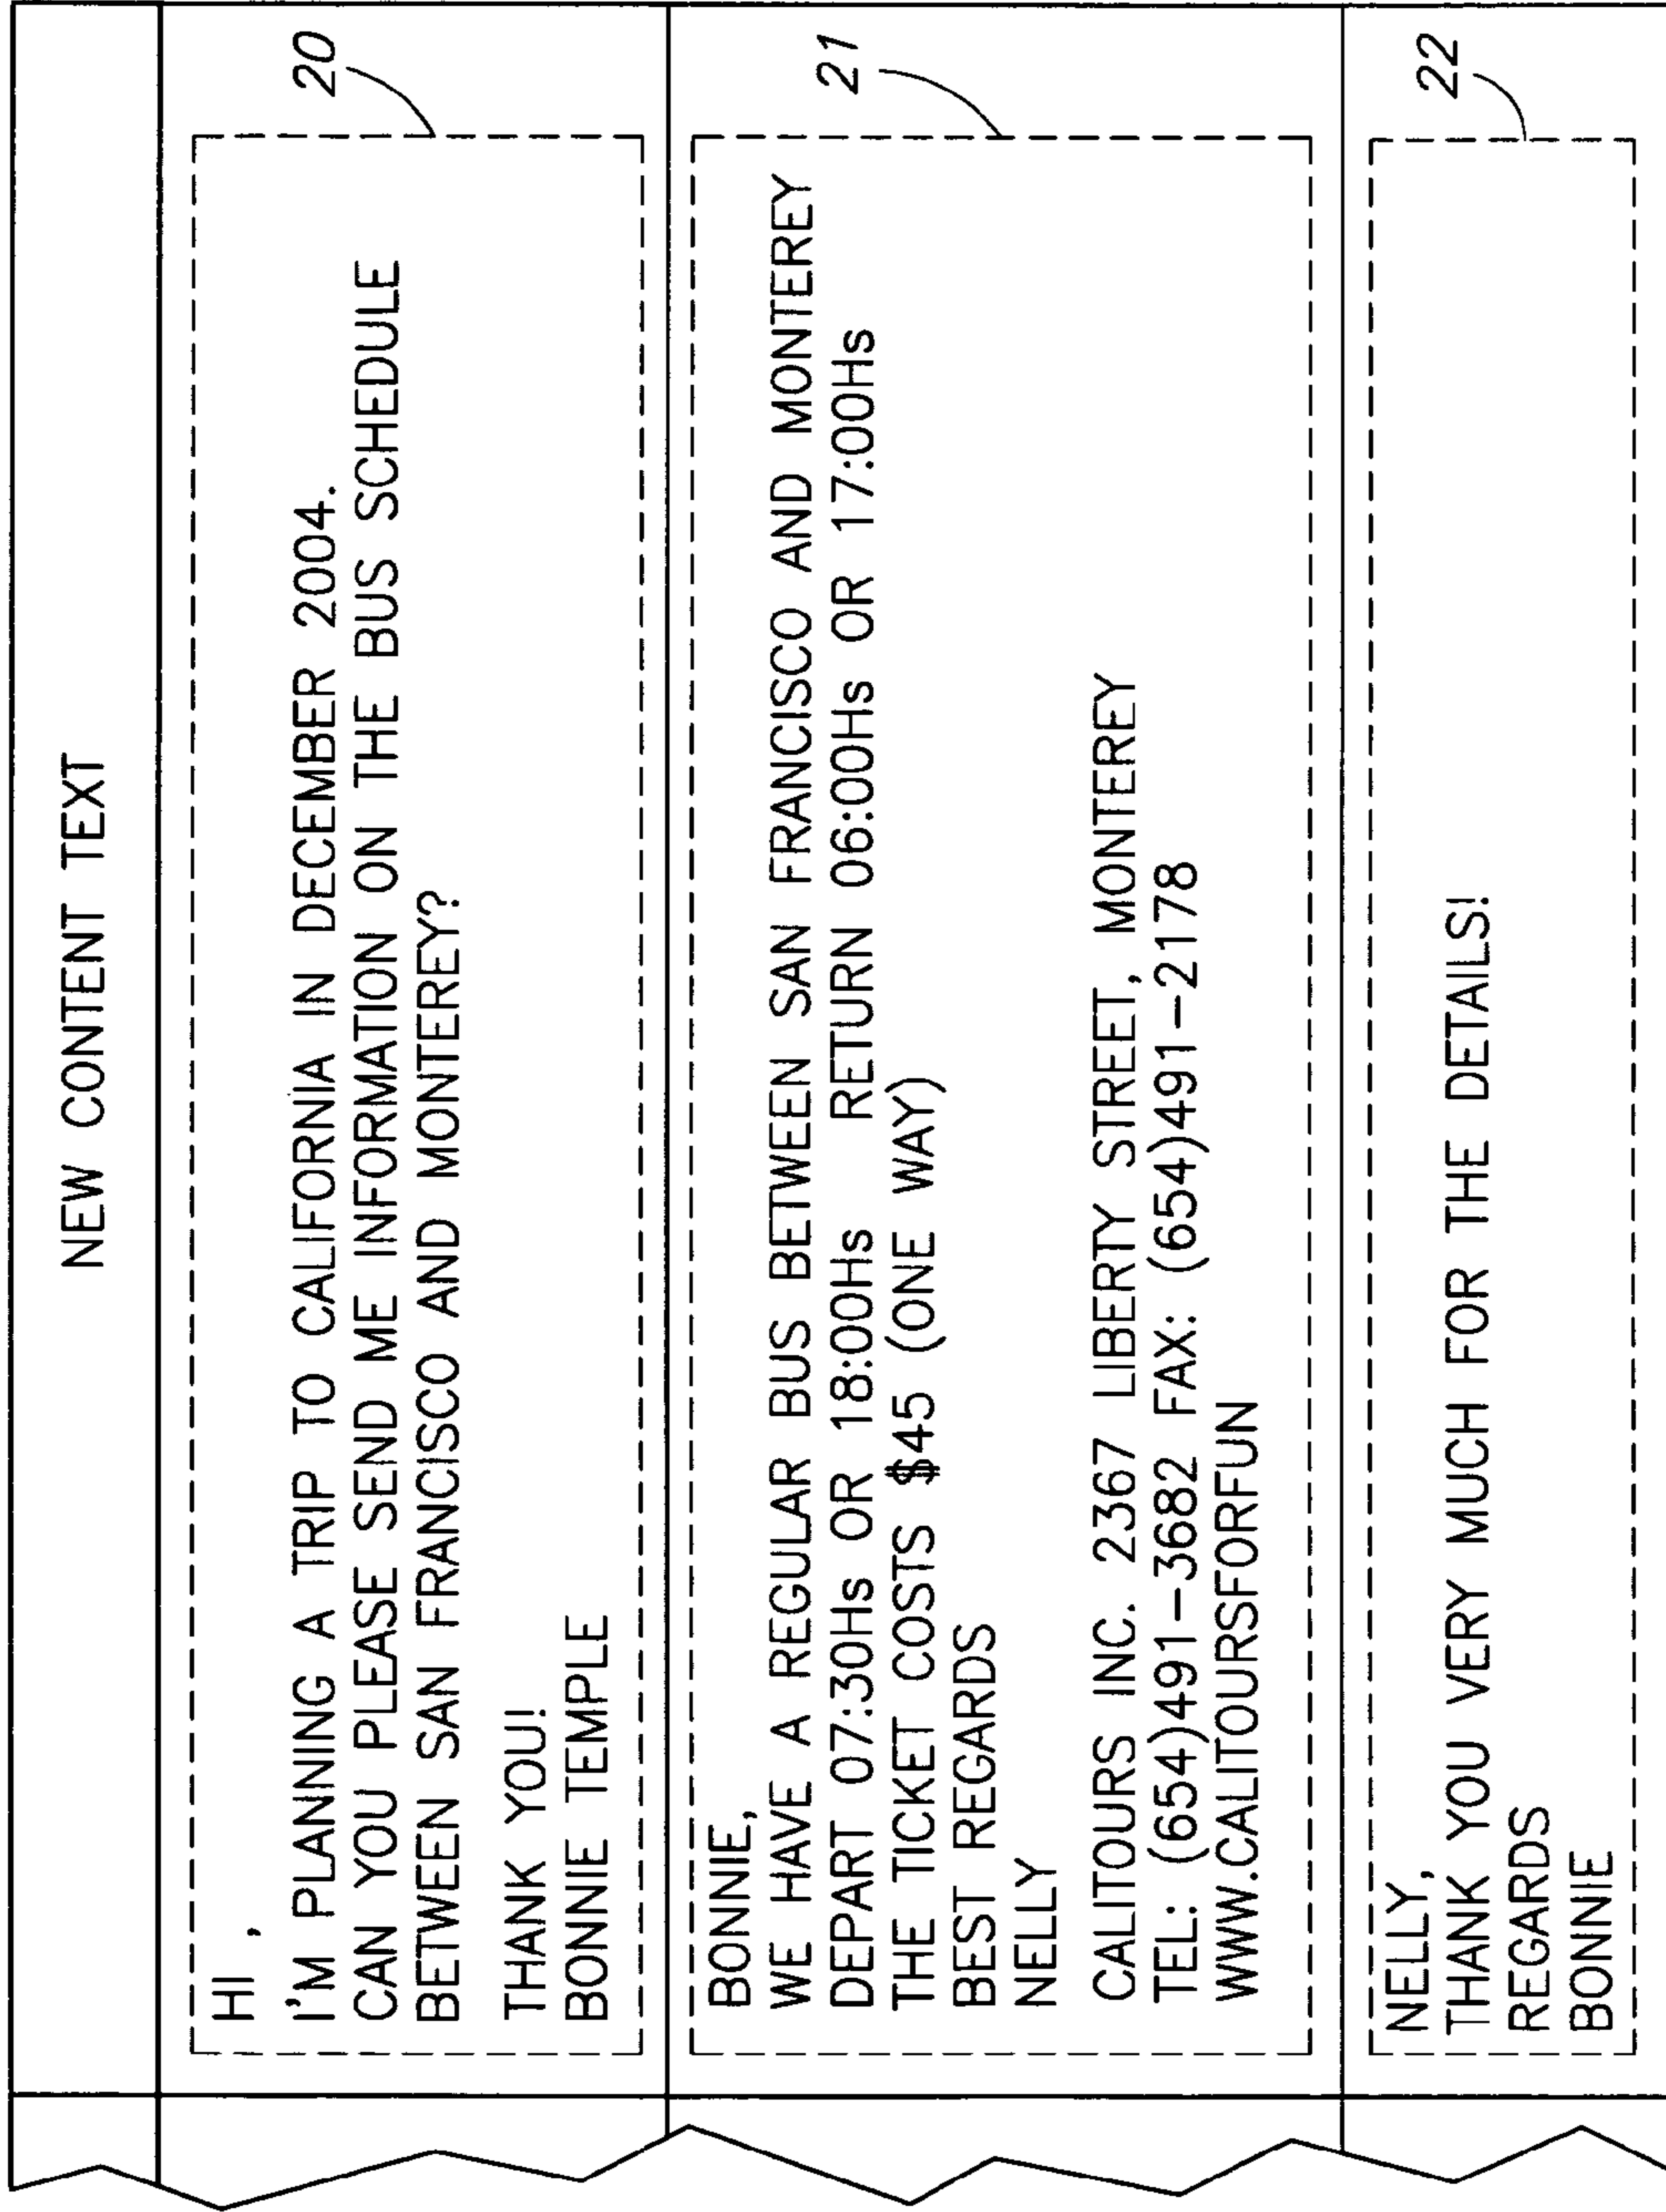 NEW CONTENT TEXT
HI ,
I'M PLANNING A TRIP TO CALIFORNIA IN DECEMBER 2004.
CAN YOU PLEASE SEND ME INFORMATION ON THE BUS SCHEDULE
BETWEEN SAN FRANCISCO AND MONTEREY?
THANK YOU!
BONNIE TEMPLE
20
BONNIE,
WE HAVE A REGULAR BUS BETWEEN SAN FRANCISCO AND MONTEREY
DEPART 07:30Hs OR 18:00Hs RETURN 06:00Hs OR 17:00Hs
THE TICKET COSTS $45 (ONE WAY)
BEST REGARDS
NELLY
CALITOURS INC. 2367 LIBERTY STREET, MONTEREY
TEL: (654)491-3682 FAX: (654)491-2178
WWW.CALITOURSFORFUN
21
NELLY,
THANK YOU VERY MUCH FOR THE DETAILS!
REGARDS
BONNIE
22